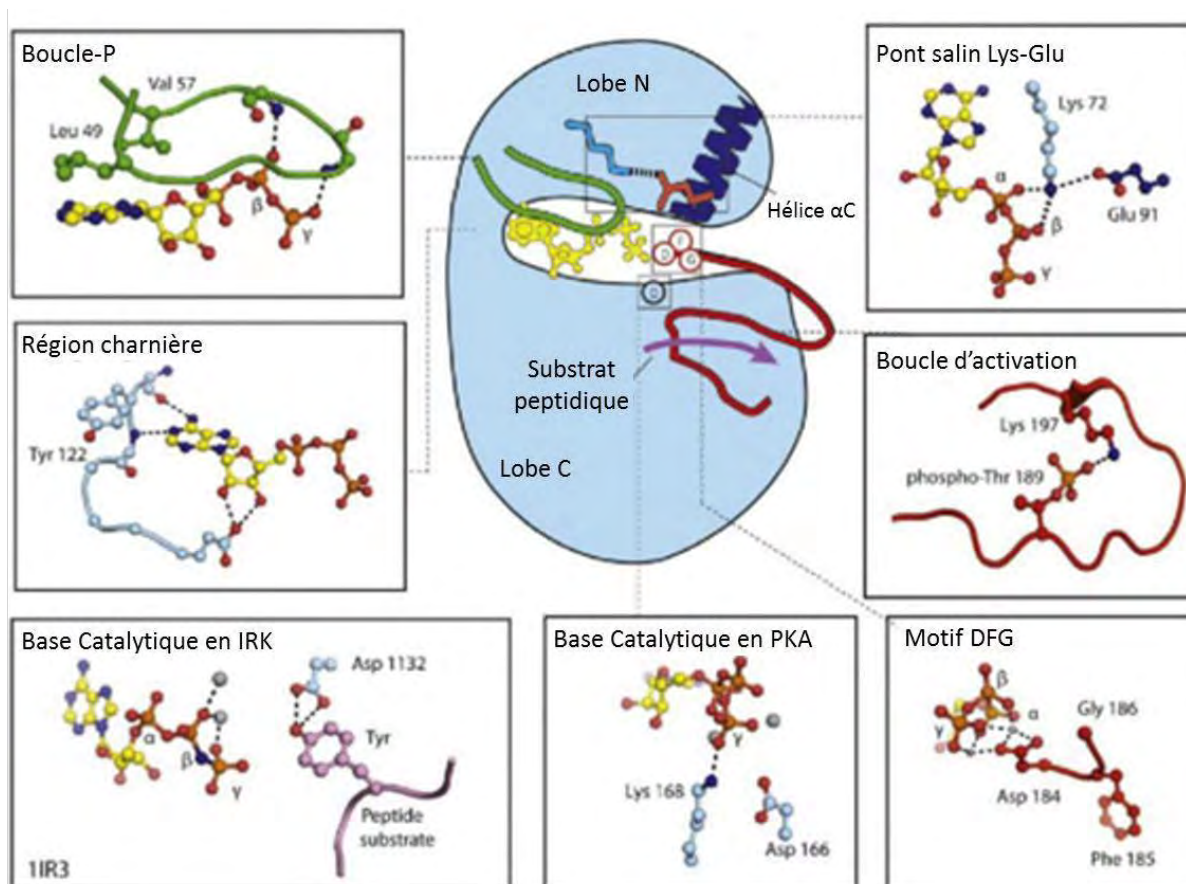 Boucle-P
Val 57
Leu 49
β
γ
Lobe N
Hélice αC
D
F
G
D
Substrat
peptidique
Lobe C
Pont salin Lys-Glu
Lys 72
α
Glu 91
β
γ
Région charnière
Tyr 122
Boucle d'activation
Lys 197
phospho-Thr 189
Base Catalytique en IRK
Asp 1132
α
Tyr
β
γ
Peptide
substrate
1IR3
Base Catalytique en PKA
γ
Lys 168
Asp 166
Motif DFG
β
Gly 186
α
γ
Asp 184
Phe 185